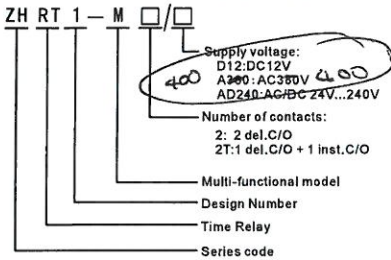 ZH RT 1 — M □/□
Supply voltage:
D12:DC12V
400 A380:AC380V 400
AD240:AC/DC 24V...240V
Number of contacts:
2: 2 del.C/O
2T:1 del.C/O + 1 inst.C/O
Multi-functional model
Design Number
Time Relay
Series code